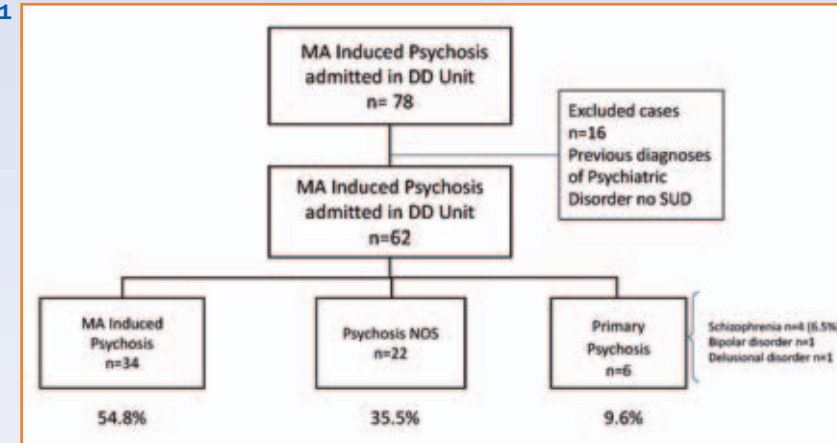 1
MA Induced Psychosis
admitted in DD Unit
n= 78
Excluded cases
n=16
Previous diagnoses
of Psychiatric
Disorder no SUD
MA Induced Psychosis
admitted in DD Unit
n=62
MA Induced
Psychosis
n=34
Psychosis NOS
n=22
Primary
Psychosis
n=6
Schizophrenia n=4 (6.5%
Bipolar disorder n=1
Delusional disorder n=1
54.8%
35.5%
9.6%